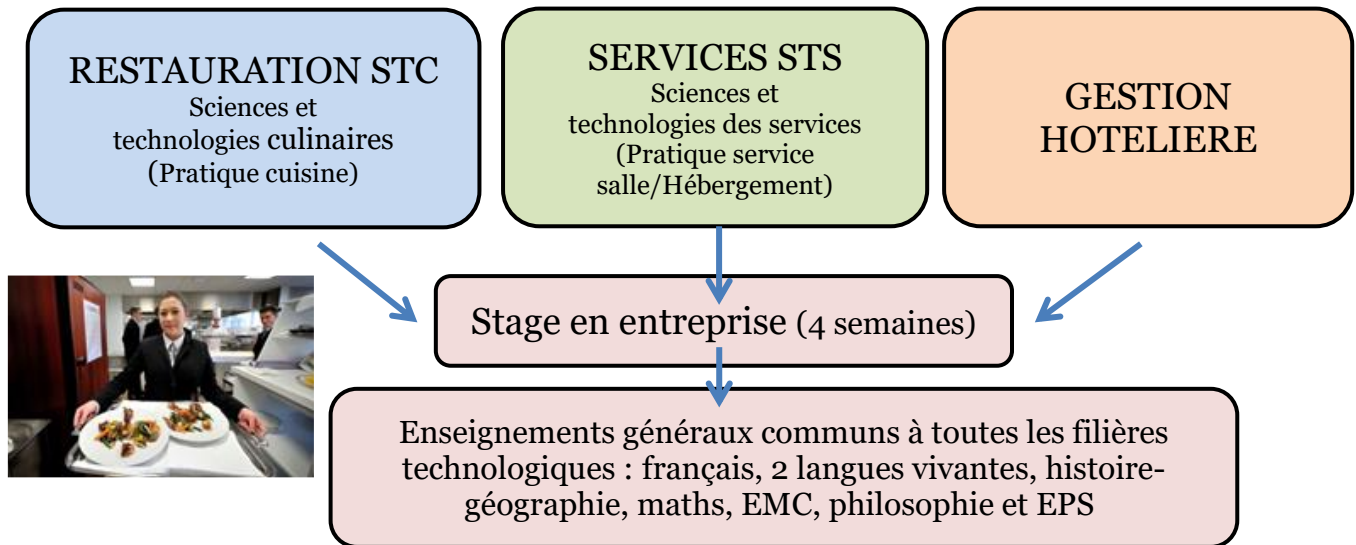 RESTAURATION STC
Sciences et
technologies culinaires
(Pratique cuisine)
SERVICES STS
Sciences et
technologies des services
(Pratique service
salle/Hébergement)
GESTION
HOTELIERE
Stage en entreprise (4 semaines)
Enseignements généraux communs à toutes les filières
technologiques : français, 2 langues vivantes, histoire-
géographie, maths, EMC, philosophie et EPS